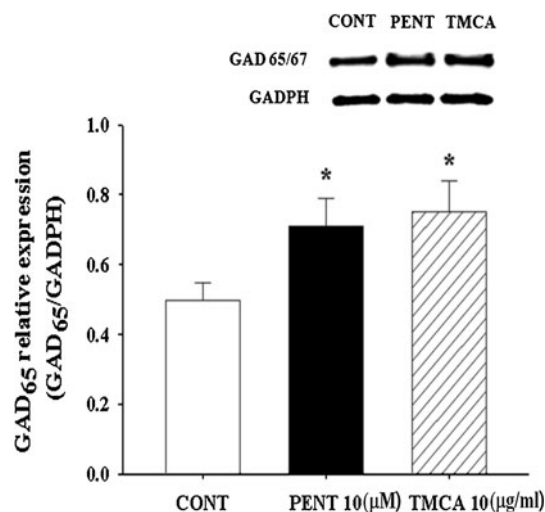 CONT PENT TMCA
GAD 65/67
GADPH
GAD65 relative expression
(GAD65/GADPH)
1.0
0.8
0.6
0.4
0.2
0.0
*
*
CONT PENT 10(μM) TMCA 10(μg/ml)